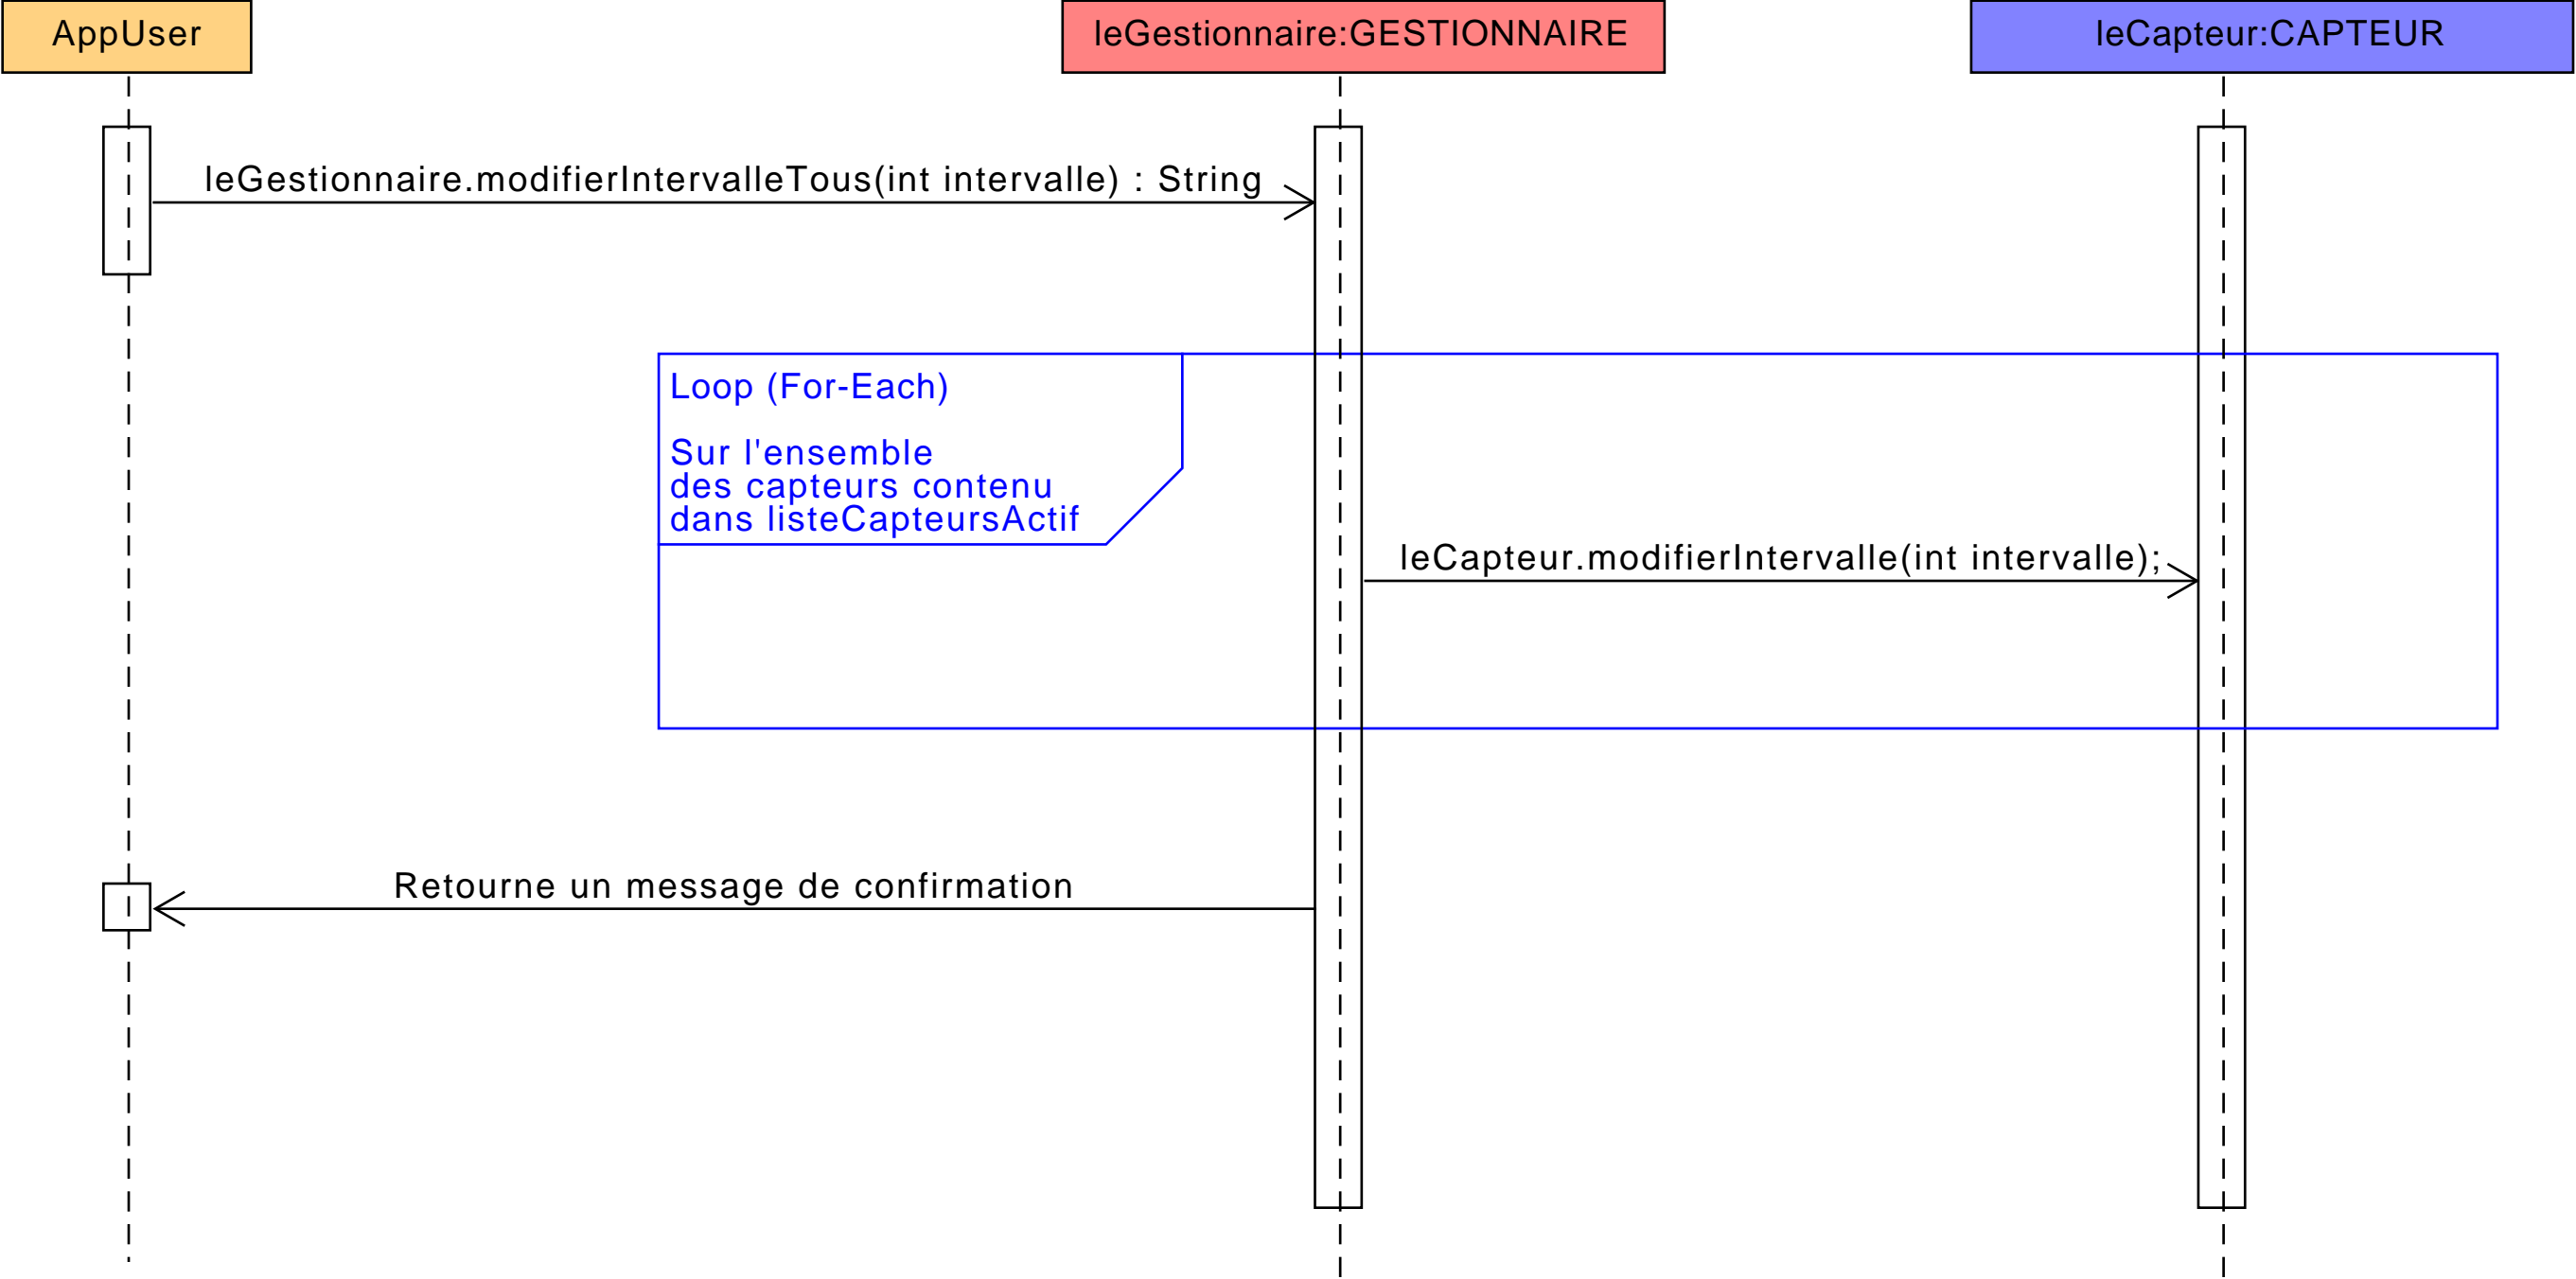 AppUser
leGestionnaire:GESTIONNAIRE
leCapteur:CAPTEUR
leGestionnaire.modifierIntervalleTous(int intervalle) : String
Loop (For-Each)
Sur l'ensemble
des capteurs contenu
dans listeCapteursActif
leCapteur.modifierIntervalle(int intervalle);
Retourne un message de confirmation